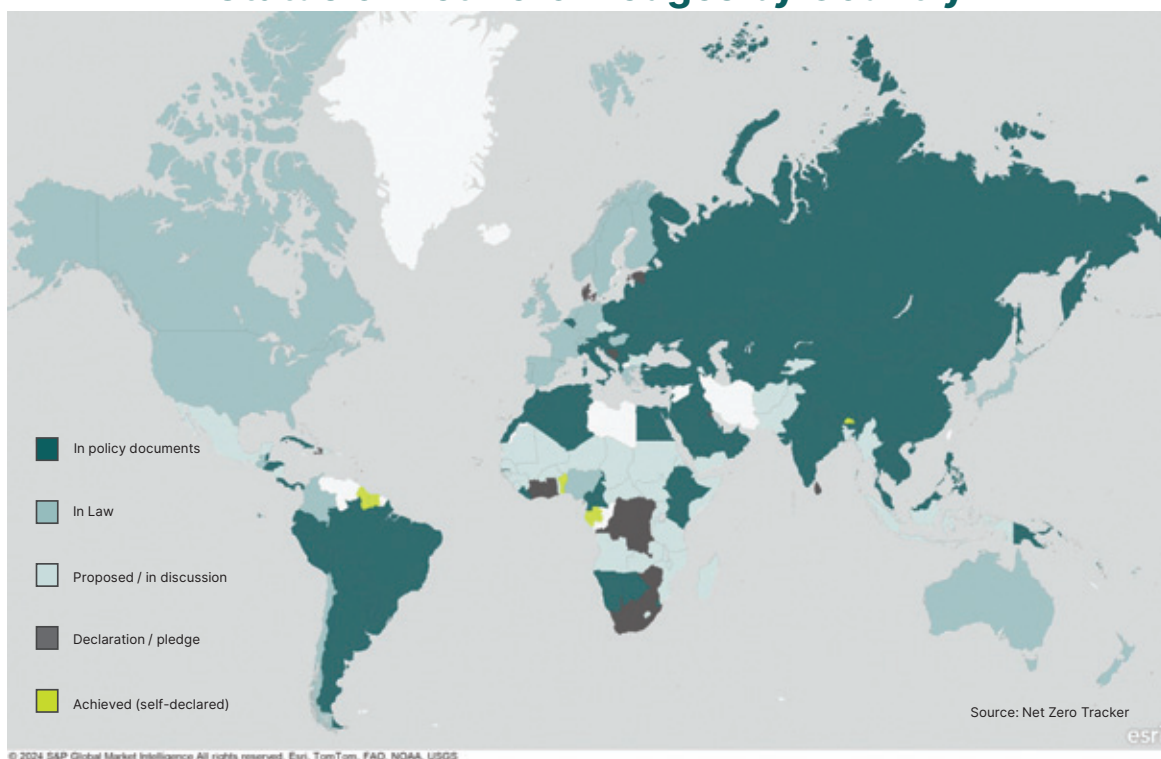 In policy documents
In Law
Proposed / in discussion
Declaration / pledge
Achieved (self-declared)
Source: Net Zero Tracker
esri
© 2024 S&P Global Market Intelligence All rights reserved. Esri, TomTom, FAO, NOAA, USGS